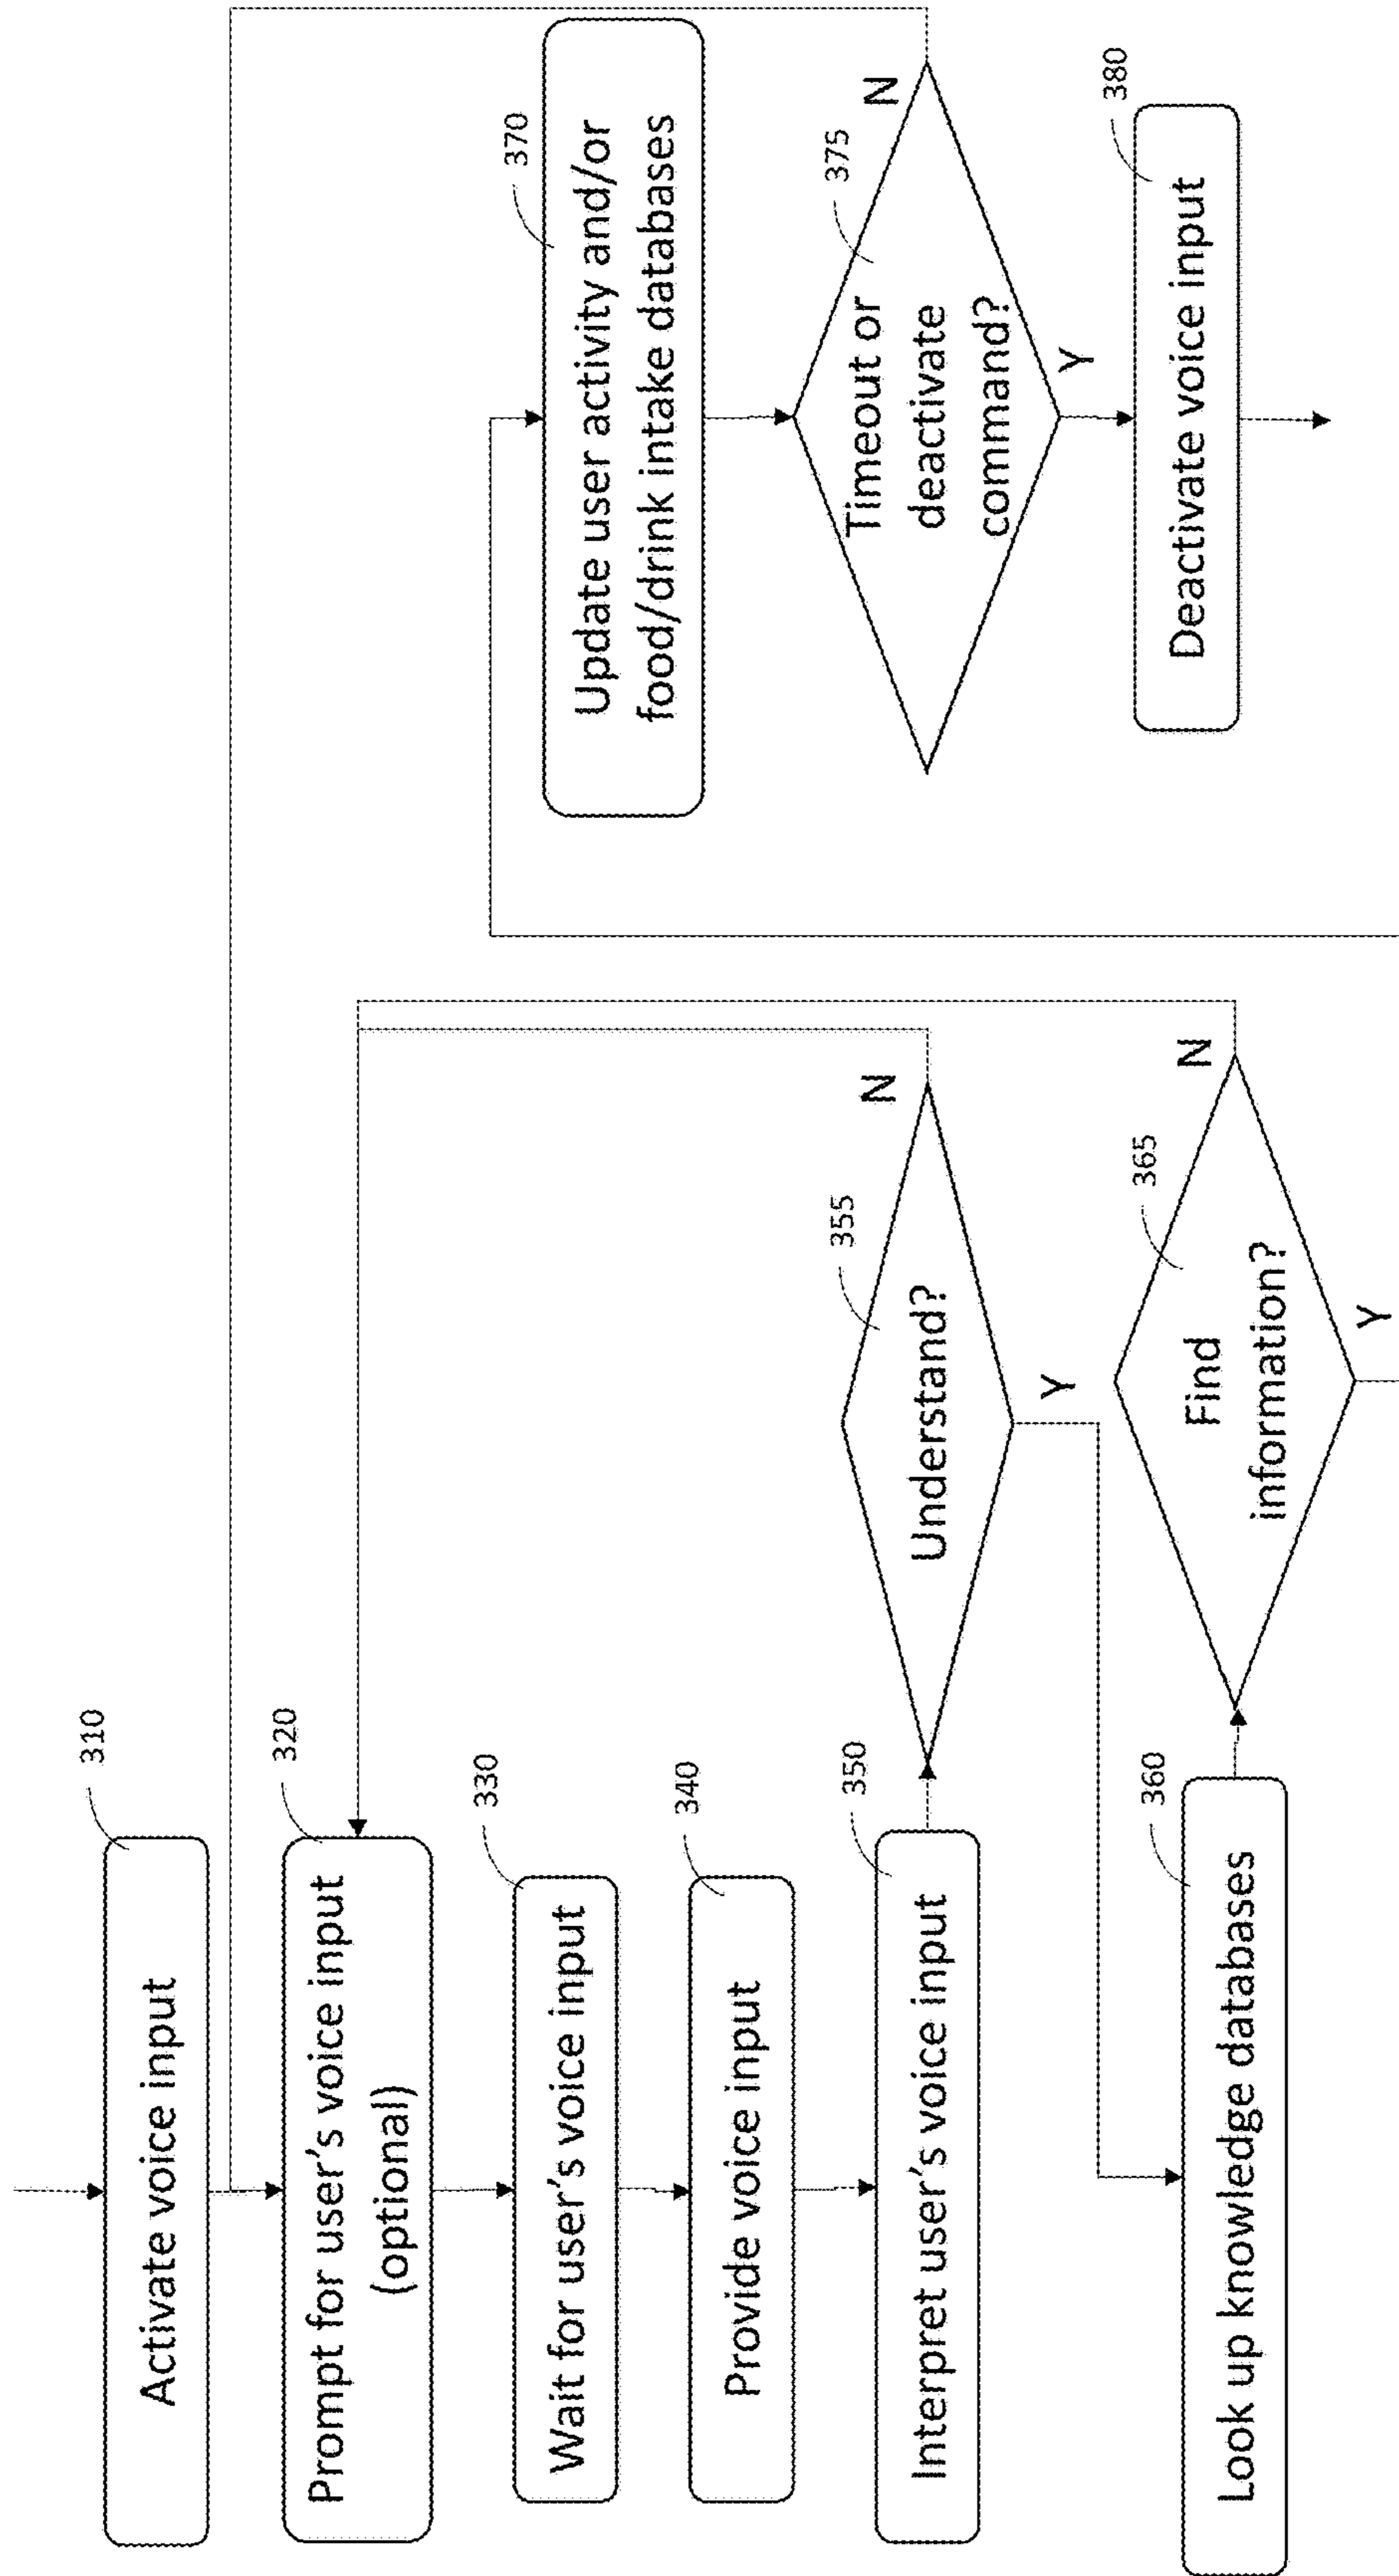 310
Activate voice input
320
Prompt for user's voice input
(optional)
330
Wait for user's voice input
340
Provide voice input
350
Interpret user's voice input
355
Understand?
N
Y
360
Look up knowledge databases
365
Find
information?
N
Y
370
Update user activity and/or
food/drink intake databases
375
Timeout or
deactivate
command?
N
Y
380
Deactivate voice input